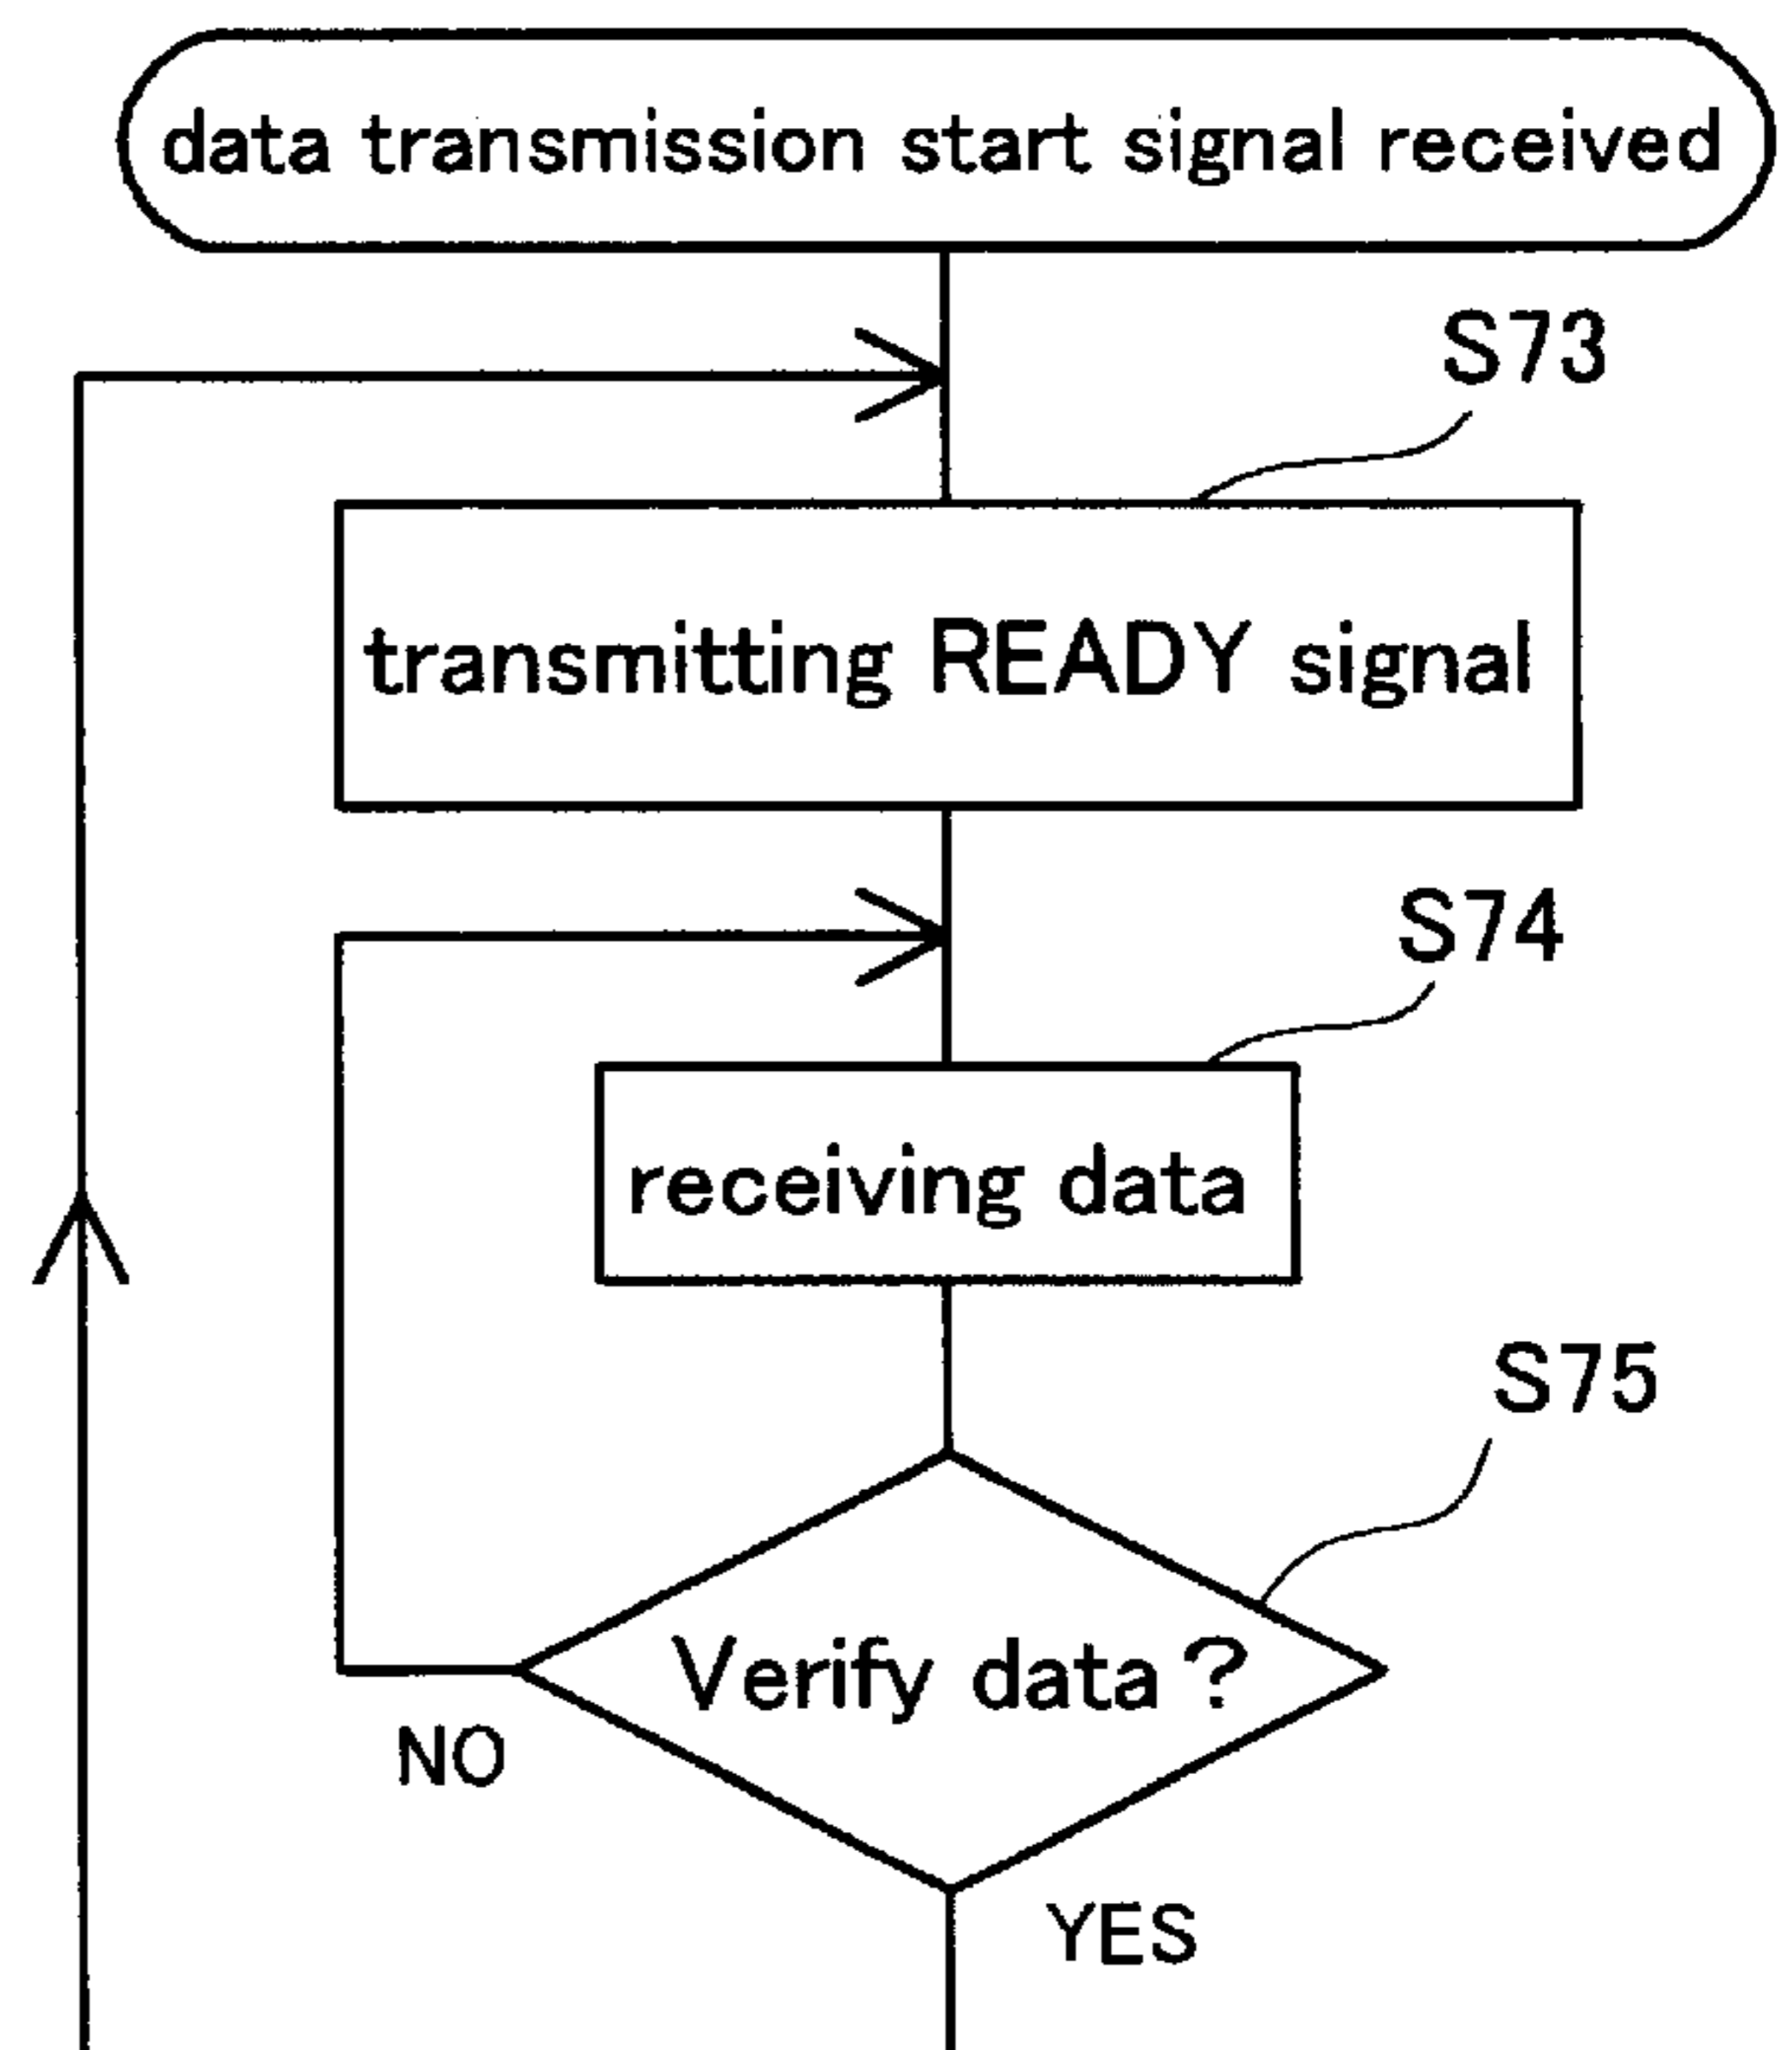 data transmission start signal received
S73
transmitting READY signal
S74
receiving data
S75
Verify data ?
NO
YES